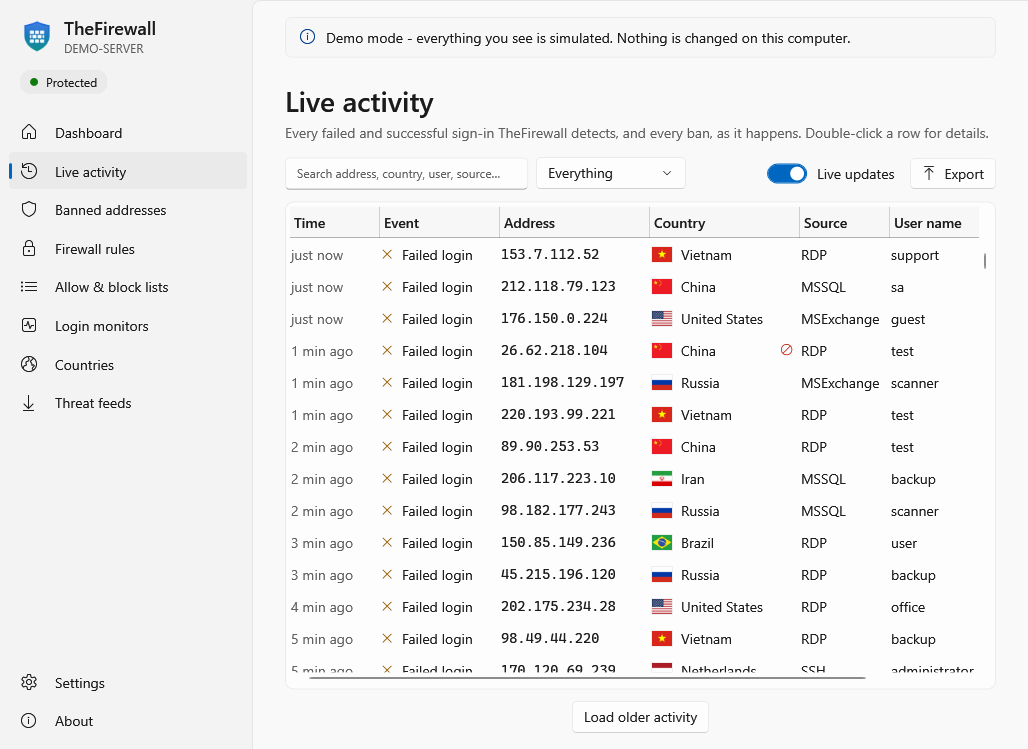 TheFirewall
DEMO-SERVER
Protected
Dashboard
Live activity
Banned addresses
Firewall rules
Allow & block lists
Login monitors
Countries
Threat feeds
Settings
About
Demo mode - everything you see is simulated. Nothing is changed on this computer.
Live activity
Every failed and successful sign-in TheFirewall detects, and every ban, as it happens. Double-click a row for details.
Search address, country, user, source... Everything Live updates Export
Time Event Address Country Source User name
just now Failed login 153.7.112.52 Vietnam RDP support
just now Failed login 212.118.79.123 China MSSQL sa
just now Failed login 176.150.0.224 United States MSExchange guest
1 min ago Failed login 26.62.218.104 China RDP test
1 min ago Failed login 181.198.129.197 Russia MSExchange scanner
1 min ago Failed login 220.193.99.221 Vietnam RDP test
2 min ago Failed login 89.90.253.53 China RDP test
2 min ago Failed login 206.117.223.10 Iran MSSQL backup
2 min ago Failed login 98.182.177.243 Russia MSSQL scanner
3 min ago Failed login 150.85.149.236 Brazil RDP user
3 min ago Failed login 45.215.196.120 Russia RDP backup
4 min ago Failed login 202.175.234.28 United States RDP office
5 min ago Failed login 98.49.44.220 Vietnam RDP backup
5 min ago Failed login 170.120.69.239 Netherlands SSH administrator
Load older activity